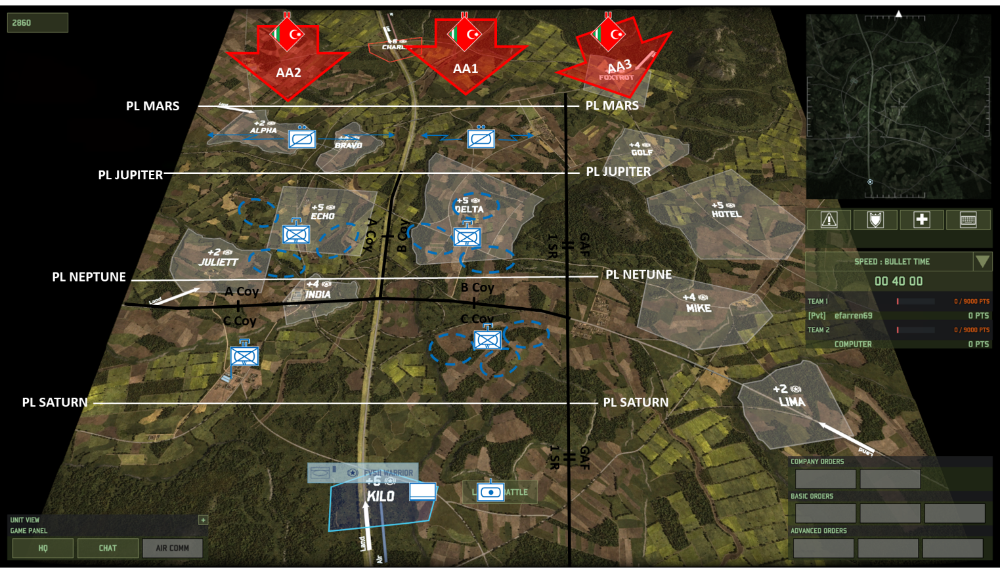 2860
CHARL
AA2
AA1
AA3
FOXTROT
PL MARS
PL MARS
+2
ALPHA
BRAVO
+4
GOLF
PL JUPITER
PL JUPITER
+5
ECHO
+5
DELTA
+5
HOTEL
A Coy
B Coy
1 SR
GAF
+2
JULIETT
PL NEPTUNE
PL NETUNE
Land
A Coy
C Coy
+4
INDIA
B Coy
C Coy
+4
MIKE
W
W
W
W
PL SATURN
PL SATURN
+2
LIMA
Land
1 SR
GAF
FV511 WARRIOR
+5
KILO
ATTLE
Land
Air
SPEED : BULLET TIME
00 40 00
TEAM 1
0 / 9000 PTS
[Pvt] efarren69 0 PTS
TEAM 2
0 / 9000 PTS
COMPUTER 0 PTS
COMPANY ORDERS
BASIC ORDERS
ADVANCED ORDERS
UNIT VIEW
+
GAME PANEL
HQ
CHAT
AIR COMM